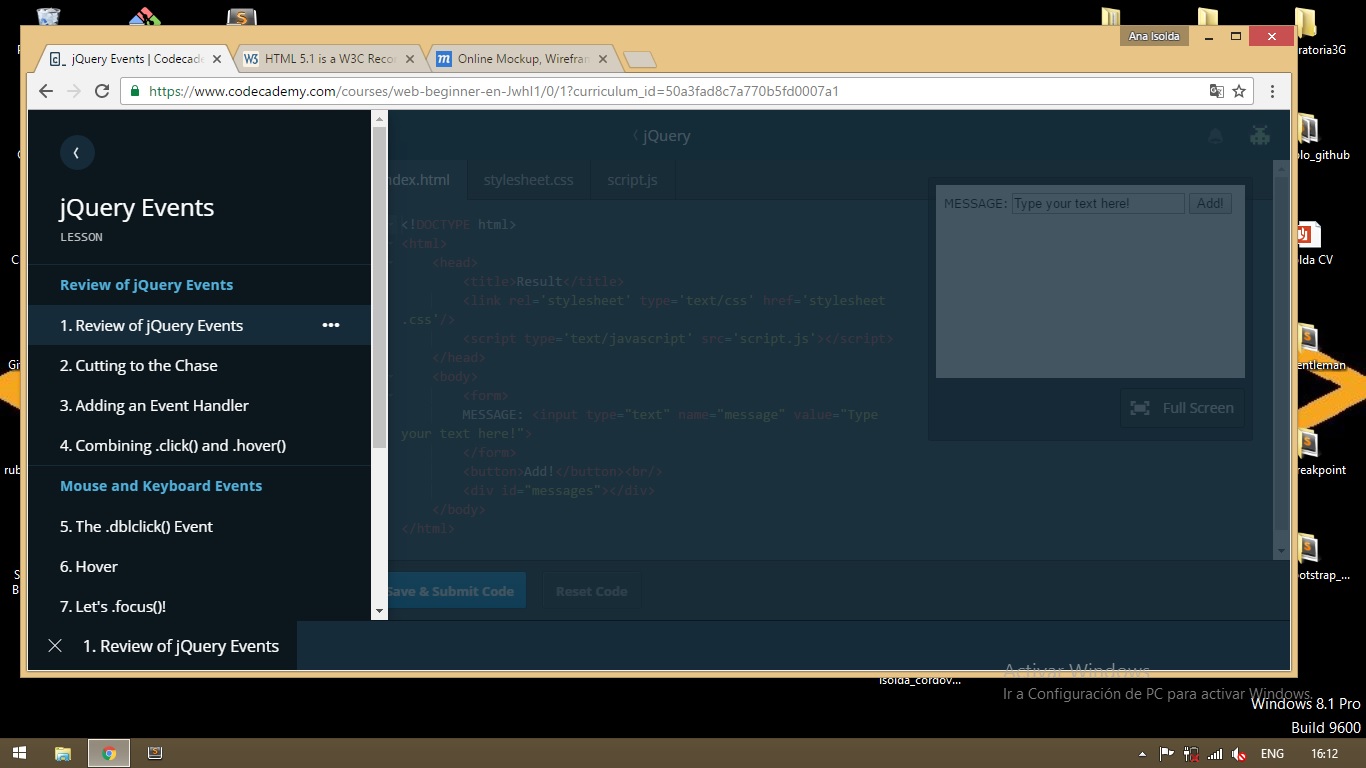 Ana Isolda
jQuery Events | Codecade
HTML 5.1 is a W3C Reco
Online Mockup, Wirefran
https://www.codecademy.com/courses/web-beginner-en-JwhI1/0/1?curriculum_id=50a3fad8c7a770b5fd0007a1
jQuery Events
LESSON
Review of jQuery Events
1. Review of jQuery Events
2. Cutting to the Chase
3. Adding an Event Handler
4. Combining .click() and .hover()
Mouse and Keyboard Events
5. The .dblclick() Event
6. Hover
7. Let's .focus()!
1. Review of jQuery Events
jQuery
ndex.html
stylesheet.css
script.js
<!DOCTYPE html>
<html>
<head>
<title>Result</title>
<link rel='stylesheet' type='text/css' href='stylesheet
.css'/>
<script type='text/javascript' src='script.js'></script>
</head>
<body>
<form>
MESSAGE: <input type="text" name="message" value="Type
your text here!">
</form>
<button>Add!</button><br/>
<div id="messages"></div>
</body>
</html>
Save & Submit Code
Reset Code
MESSAGE: Type your text here! Add!
Full Screen
ratoria3G
olo_github
olda CV
entleman
reakpoint
otstrap_...
rub
isolda_cordov...
Activar Windows
Ir a Configuración de PC para activar Windows.
Windows 8.1 Pro
Build 9600
ENG
16:12